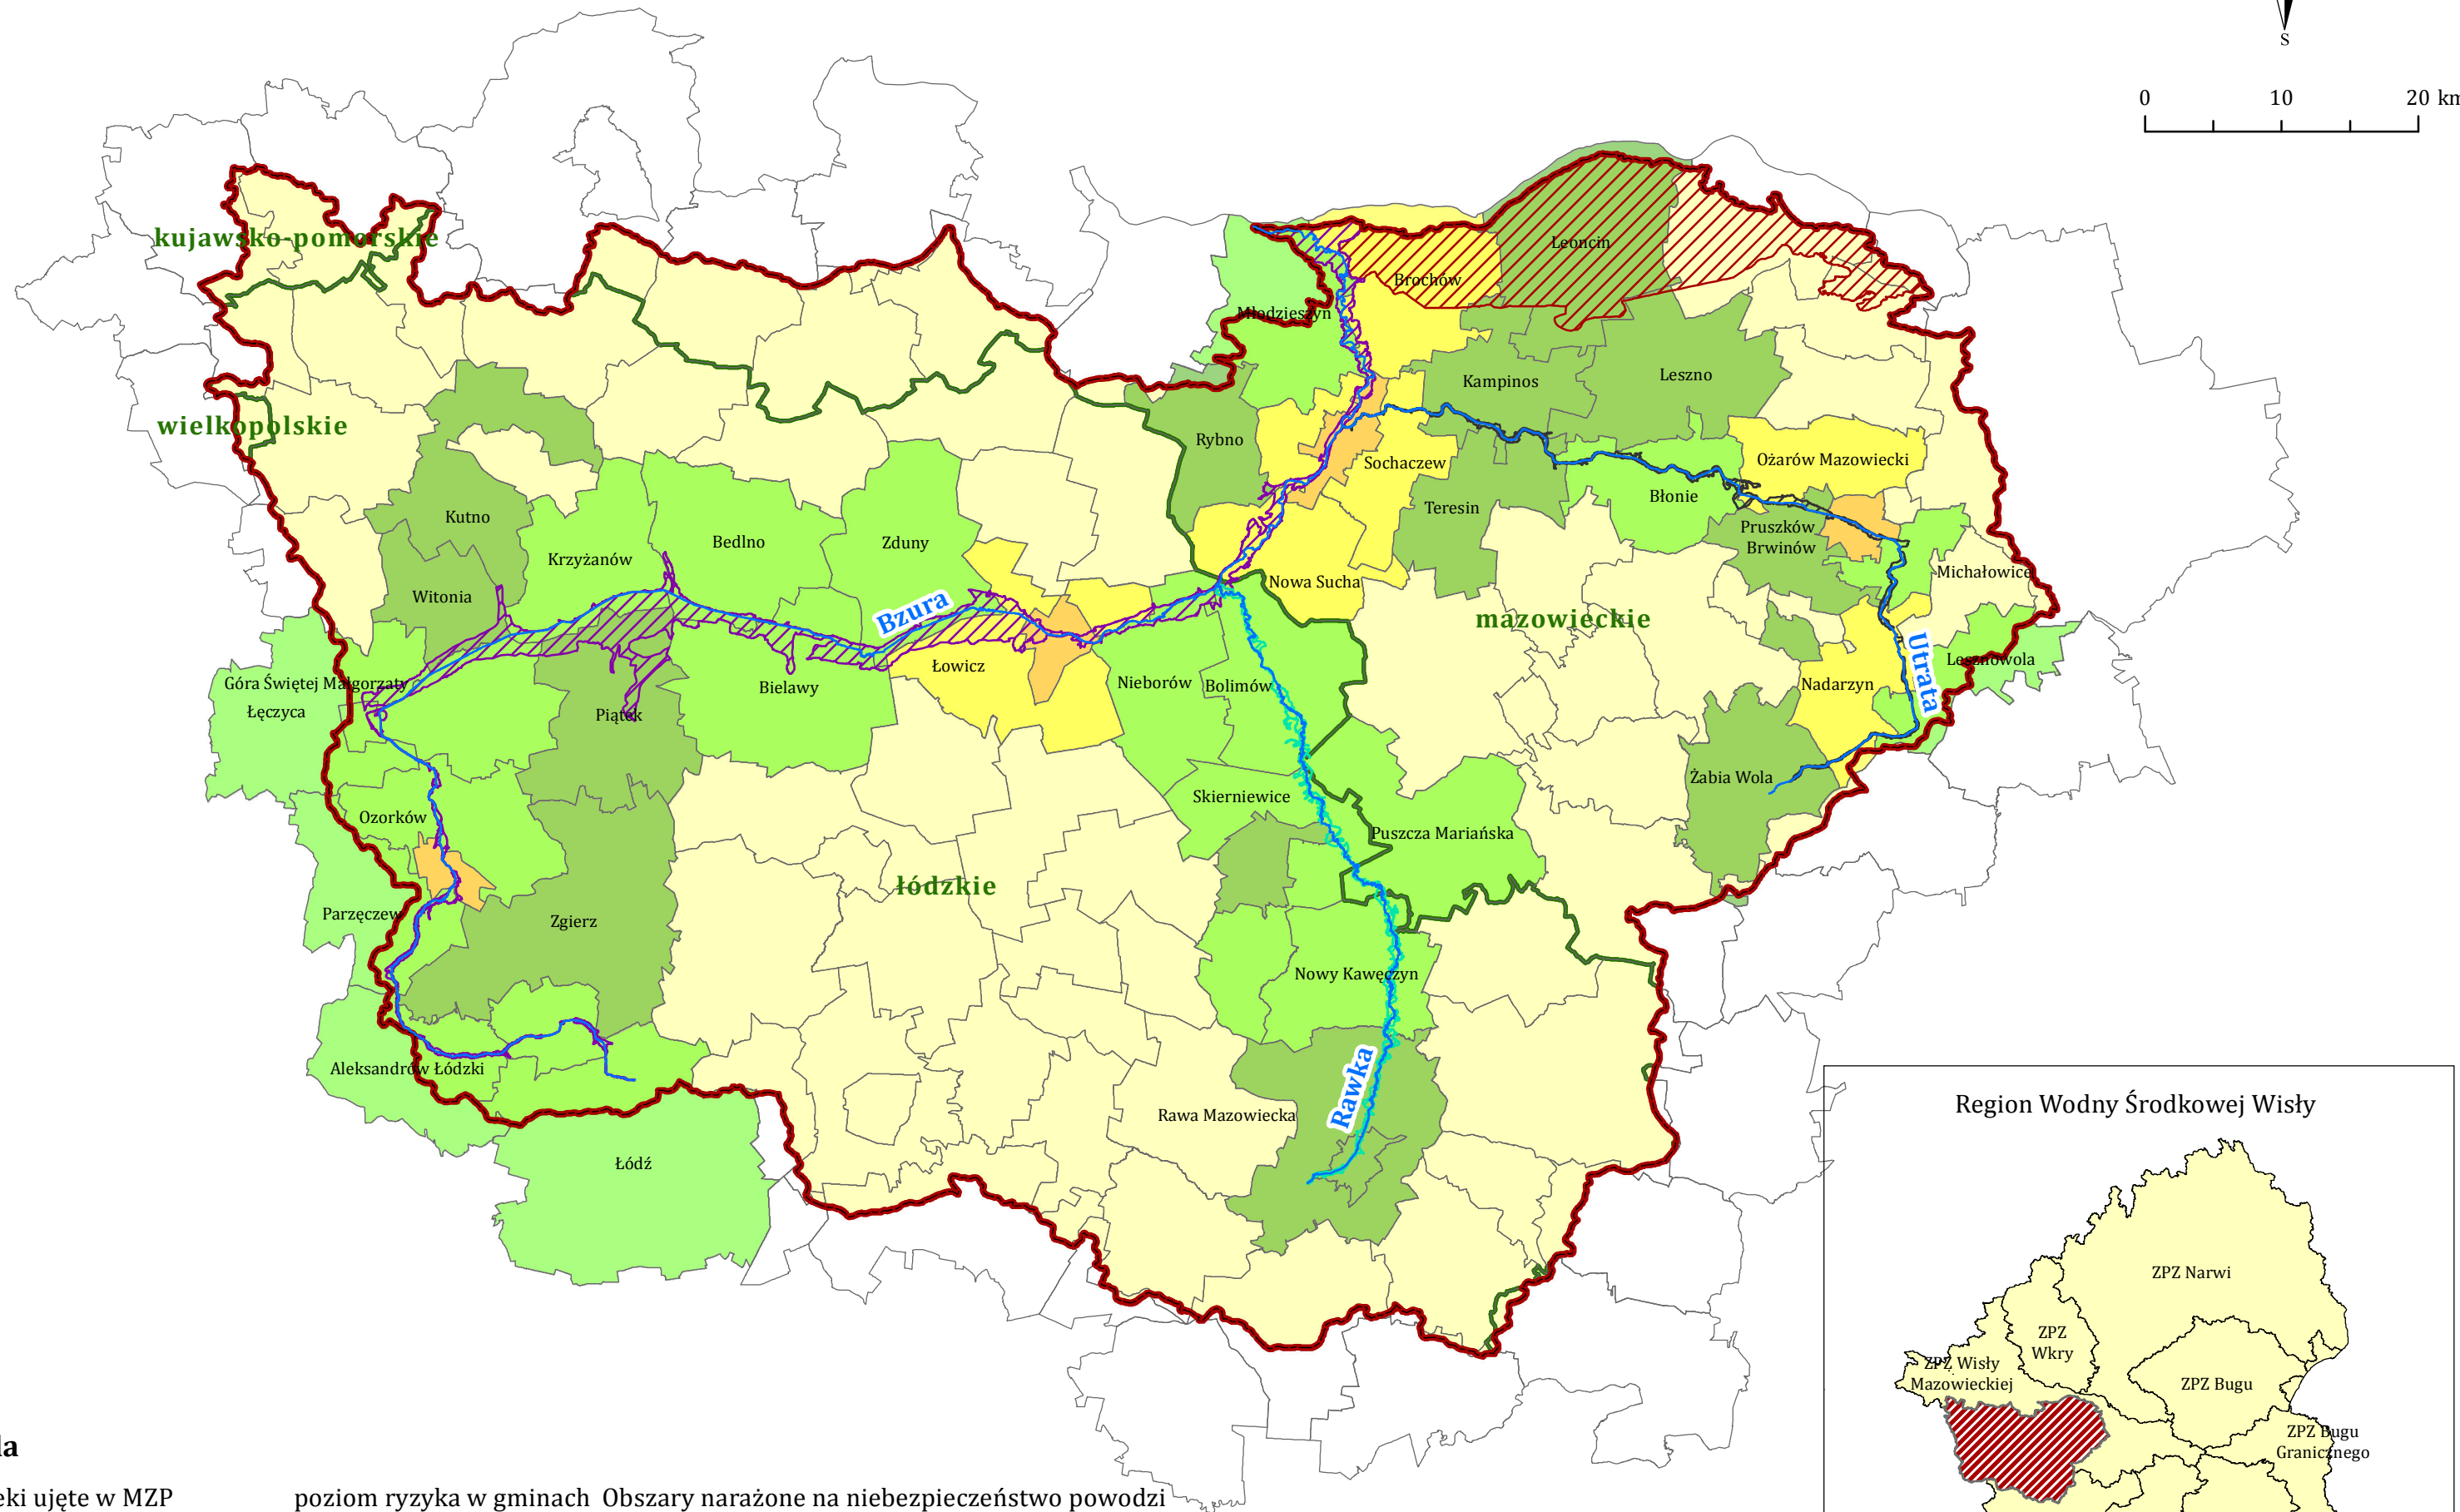 S
0 10 20 km
kujawsko-pomorskie
Leoncin
Brochów
Młodzieszyn
Kampinos
Leszno
wielkopolskie
Rybno
Sochaczew
Ożarów Mazowiecki
Teresin
Błonie
Kutno
Pruszków
Brwinów
Krzyżanów
Bedlno
Zduny
Michałowice
Nowa Sucha
Witonia
Bzura
mazowieckie
Utrata
Lesznowola
Łowicz
Góra Świętej Małgorzaty
Nieborów
Bolimów
Nadarzyn
Bielawy
Łęczyca
Piątek
Żabia Wola
Skierniewice
Ozorków
Puszcza Mariańska
łódzkie
Parzęczew
Zgierz
Nowy Kawęczyn
Aleksandrów Łódzki
Rawka
Rawa Mazowiecka
Łódź
Region Wodny Środkowej Wisły
ZPZ Narwi
ZPZ
Wkry
ZPZ Wisły
Mazowieckiej
ZPZ Bugu
ZPZ Bugu
Granicznego
da
eki ujęte w MZP
poziom ryzyka w gminach
Obszary narażone na niebezpieczeństwo powodzi